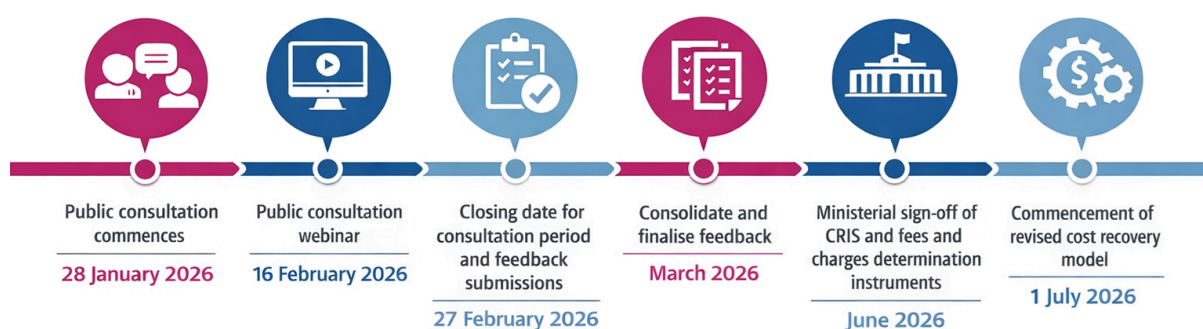 $
Public consultation
commences
28 January 2026
Public consultation
webinar
16 February 2026
Closing date for
consultation period
and feedback
submissions
27 February 2026
Consolidate and
finalise feedback
March 2026
Ministerial sign-off of
CRIS and fees and
charges determination
instruments
June 2026
Commencement of
revised cost recovery
model
1 July 2026